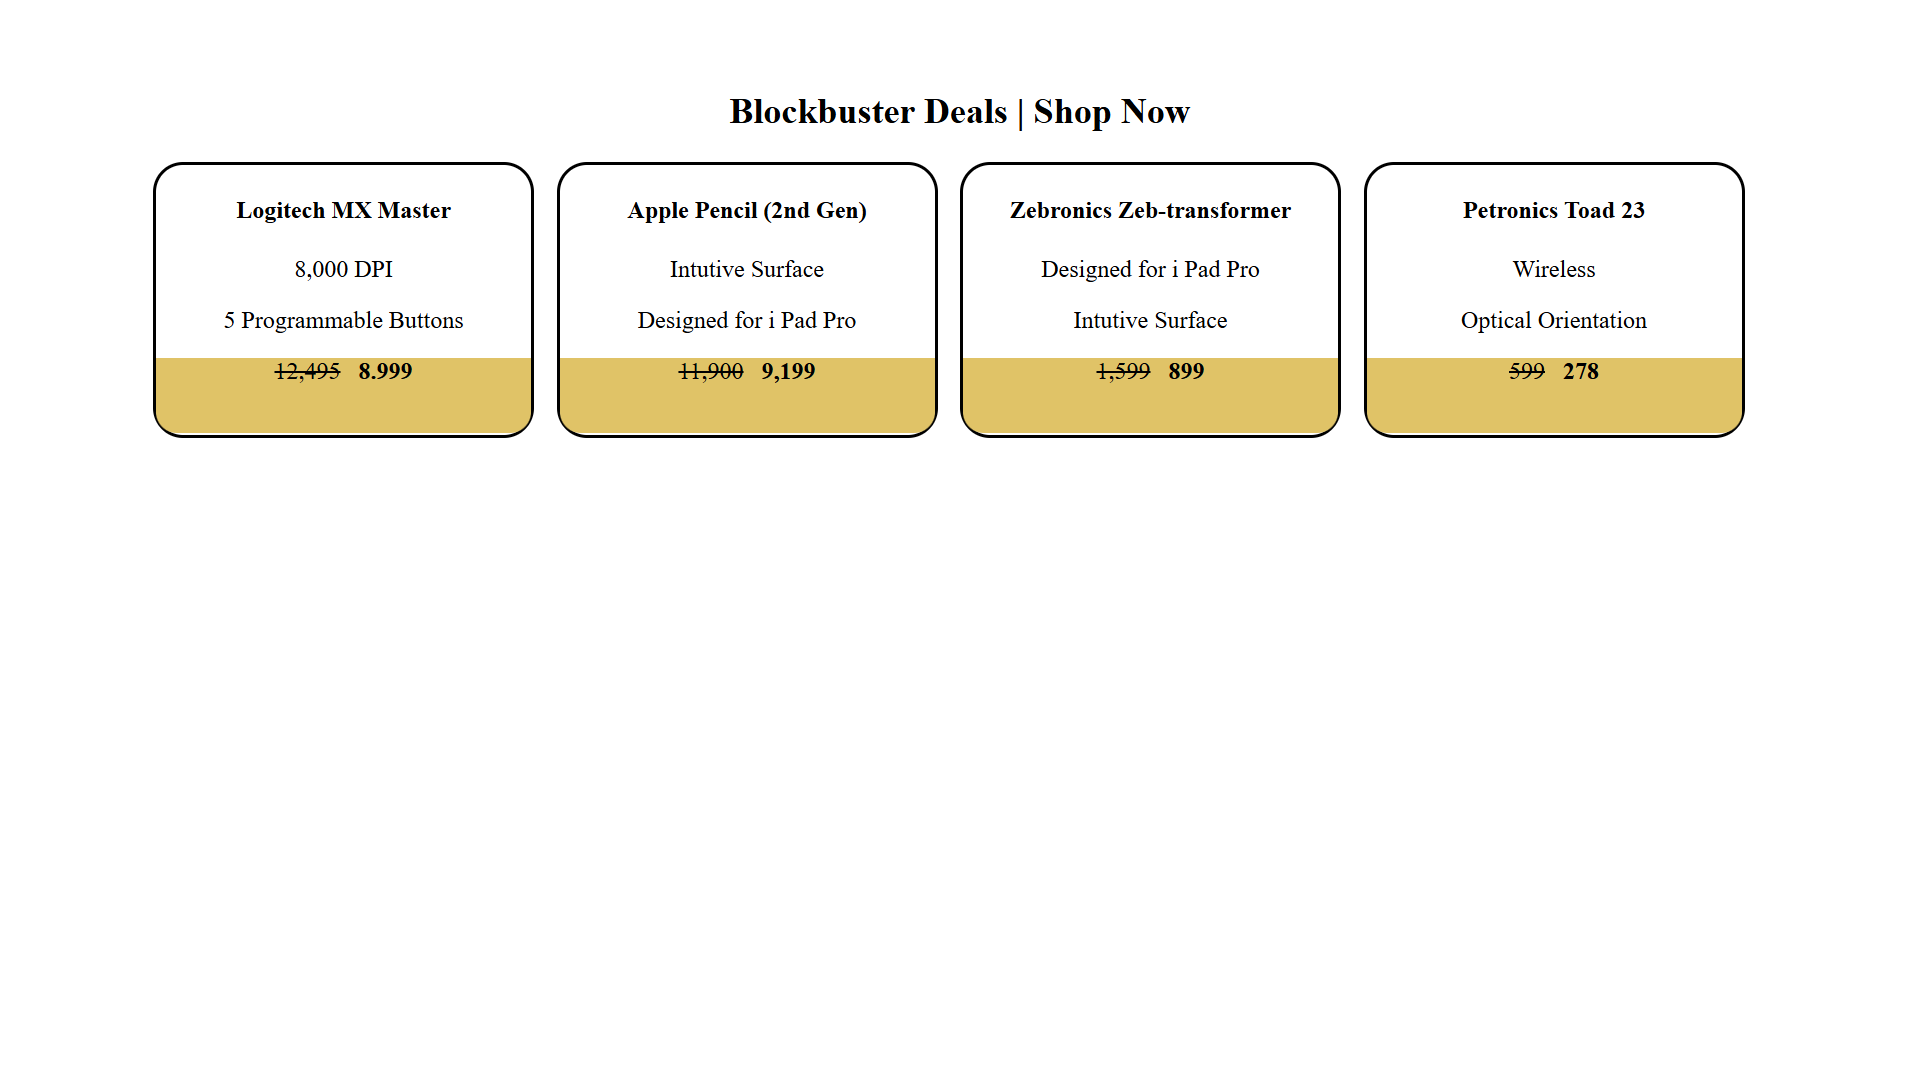 Blockbuster Deals | Shop Now
Logitech MX Master
8,000 DPI
5 Programmable Buttons
12,495 8.999
Apple Pencil (2nd Gen)
Intutive Surface
Designed for i Pad Pro
11,900 9,199
Zebronics Zeb-transformer
Designed for i Pad Pro
Intutive Surface
1,599 899
Petronics Toad 23
Wireless
Optical Orientation
599 278